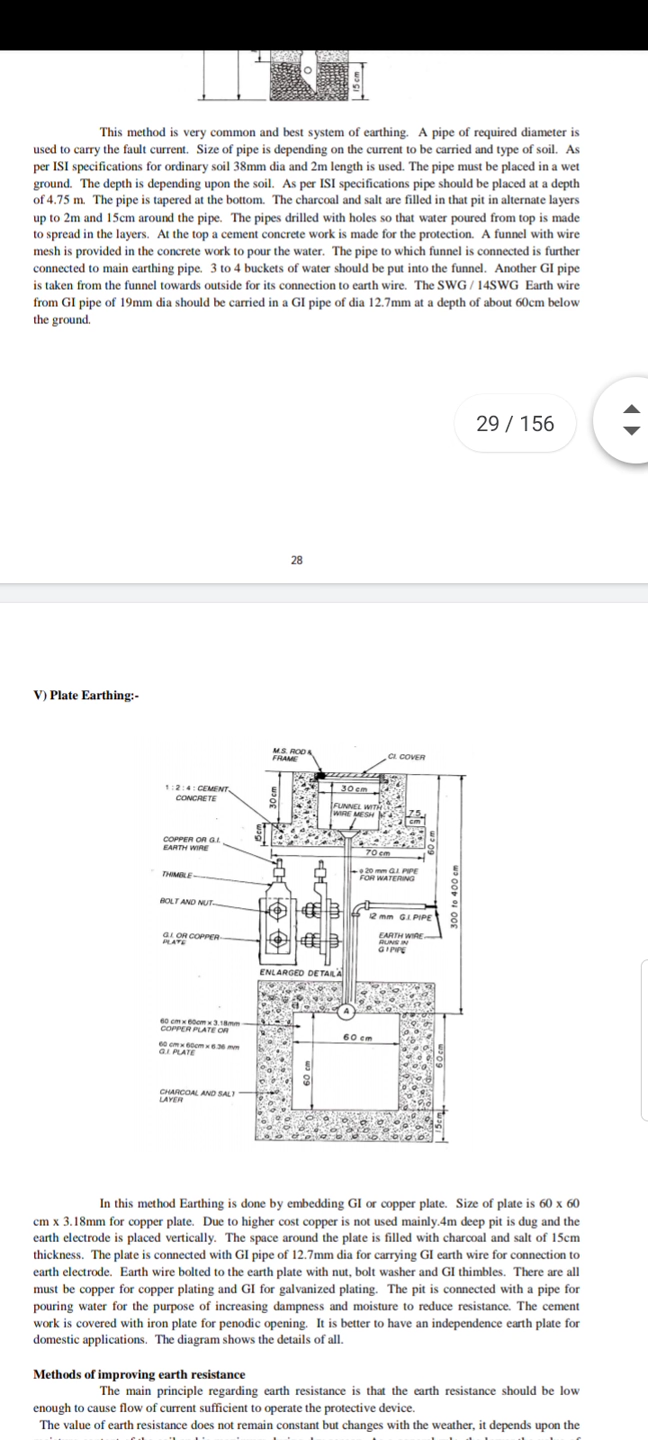 15 cm
This method is very common and best system of earthing. A pipe of required diameter is
used to carry the fault current. Size of pipe is depending on the current to be carried and type of soil. As
per ISI specifications for ordinary soil 38mm dia and 2m length is used. The pipe must be placed in a wet
ground. The depth is depending upon the soil. As per ISI specifications pipe should be placed at a depth
of 4.75 m. The pipe is tapered at the bottom. The charcoal and salt are filled in that pit in alternate layers
up to 2m and 15cm around the pipe. The pipes drilled with holes so that water poured from top is made
to spread in the layers. At the top a cement concrete work is made for the protection. A funnel with wire
mesh is provided in the concrete work to pour the water. The pipe to which funnel is connected is further
connected to main earthing pipe. 3 to 4 buckets of water should be put into the funnel. Another GI pipe
is taken from the funnel towards outside for its connection to earth wire. The SWG / 14SWG Earth wire
from GI pipe of 19mm dia should be carried in a GI pipe of dia 12.7mm at a depth of about 60cm below
the ground.
29 / 156
28
V) Plate Earthing:-
M.S. ROD &
FRAME
C.I. COVER
1:2:4: CEMENT
CONCRETE
30 cm
30 cm
FUNNEL WITH
WIRE MESH
7.5
cm
15cm
COPPER OR G.I.
EARTH WIRE
70 cm
60 cm
THIMBLE
φ 20 mm G.I. PIPE
FOR WATERING
BOLT AND NUT
12 mm G.I. PIPE
300 to 400 cm
G.I. OR COPPER
PLATE
EARTH WIRE
RUNS IN
G I PIPE
ENLARGED DETAIL A
A
60 cm x 60cm x 3.18mm
COPPER PLATE OR
60 cm x 60cm x 6.36 mm
G.I. PLATE
60 cm
60 cm
60cm
CHARCOAL AND SALT
LAYER
15cm
In this method Earthing is done by embedding GI or copper plate. Size of plate is 60 x 60
cm x 3.18mm for copper plate. Due to higher cost copper is not used mainly.4m deep pit is dug and the
earth electrode is placed vertically. The space around the plate is filled with charcoal and salt of 15cm
thickness. The plate is connected with GI pipe of 12.7mm dia for carrying GI earth wire for connection to
earth electrode. Earth wire bolted to the earth plate with nut, bolt washer and GI thimbles. There are all
must be copper for copper plating and GI for galvanized plating. The pit is connected with a pipe for
pouring water for the purpose of increasing dampness and moisture to reduce resistance. The cement
work is covered with iron plate for penodic opening. It is better to have an independence earth plate for
domestic applications. The diagram shows the details of all.
Methods of improving earth resistance
The main principle regarding earth resistance is that the earth resistance should be low
enough to cause flow of current sufficient to operate the protective device.
The value of earth resistance does not remain constant but changes with the weather, it depends upon the